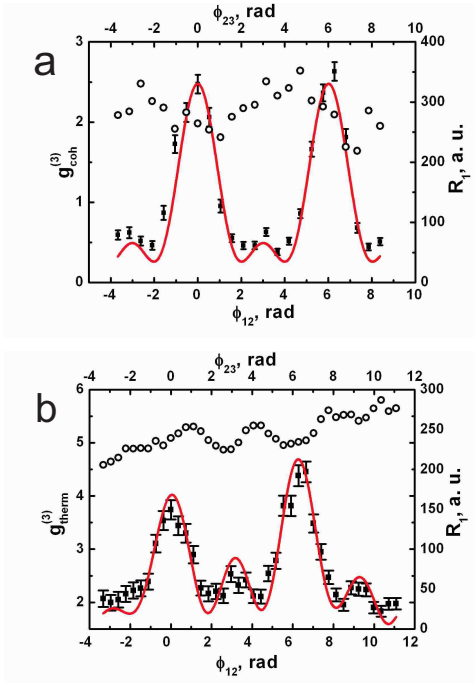 ϕ23, rad
-4 -2 0 2 4 6 8
a
3
2
1
0
g(3)coh
400
300
200
100
0
R1, a. u.
-4 -2 0 2 4 6 8
ϕ12, rad
ϕ23, rad
-4 -2 0 2 4 6 8 10 12
b
6
5
4
3
2
g(3)therm
300
250
200
150
100
50
0
R1, a. u.
-4 -2 0 2 4 6 8 10 12
ϕ12, rad